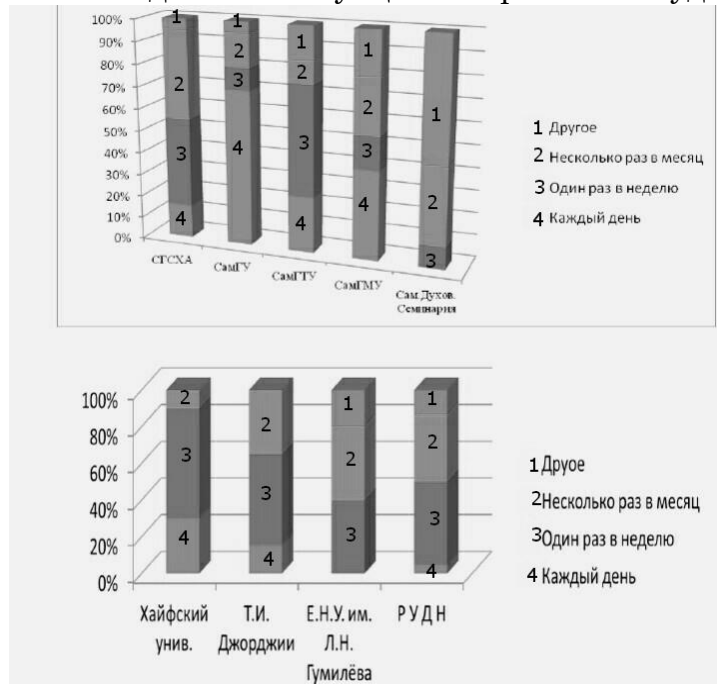 100%
90%
80%
70%
60%
50%
40%
30%
20%
10%
0%
1 1 1 1 1
2 2 2 2 2
3 3 3 3 3
4 4 4 4
СГСХА СамГУ СамГТУ СамГМУ Сам.Духов.
Семинария
1 Другое
2 Несколько раз в месяц
3 Один раз в неделю
4 Каждый день
100%
80%
60%
40%
20%
0%
2 2 1 1
3 3 2 2
4 4 3 3
4
Хайфский Т.И. Е.Н.У. им. Р У Д Н
унив. Джорджии Л.Н.
Гумилёва
1 Друое
2 Несколько раз в месяц
3 Один раз в неделю
4 Каждый день